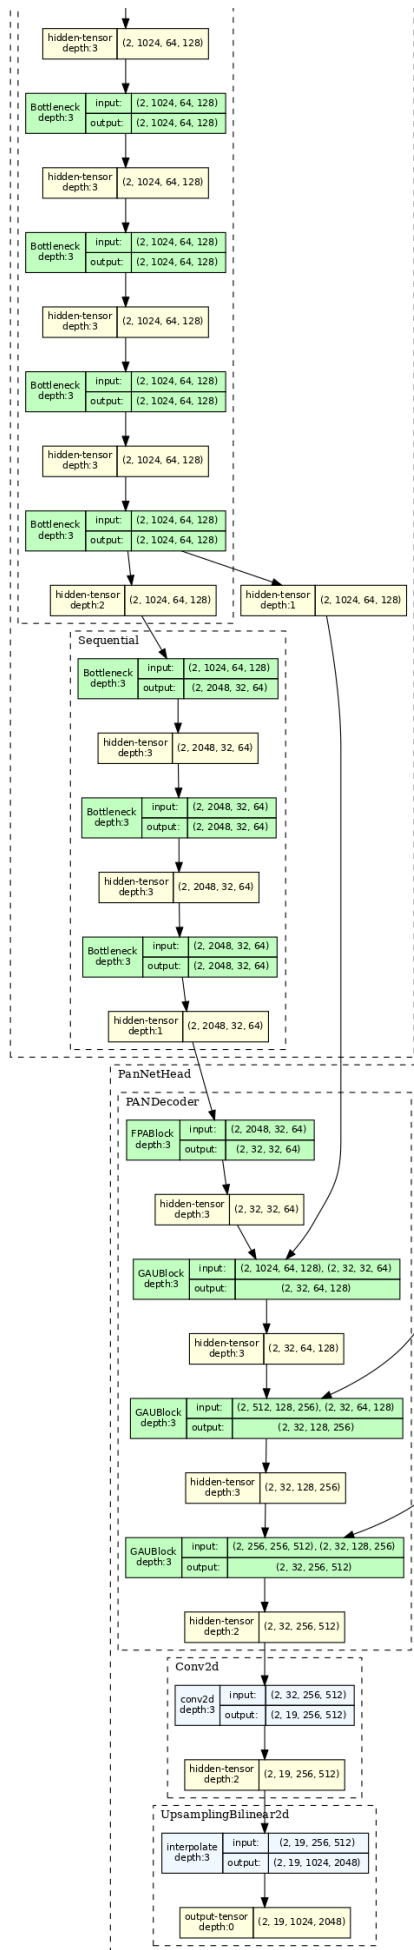 hidden-tensor
depth:3
(2, 1024, 64, 128)
Bottleneck
depth:3
input:
(2, 1024, 64, 128)
output:
(2, 1024, 64, 128)
hidden-tensor
depth:3
(2, 1024, 64, 128)
Bottleneck
depth:3
input:
(2, 1024, 64, 128)
output:
(2, 1024, 64, 128)
hidden-tensor
depth:3
(2, 1024, 64, 128)
Bottleneck
depth:3
input:
(2, 1024, 64, 128)
output:
(2, 1024, 64, 128)
hidden-tensor
depth:3
(2, 1024, 64, 128)
Bottleneck
depth:3
input:
(2, 1024, 64, 128)
output:
(2, 1024, 64, 128)
hidden-tensor
depth:2
(2, 1024, 64, 128)
hidden-tensor
depth:1
(2, 1024, 64, 128)
Sequential
Bottleneck
depth:3
input:
(2, 1024, 64, 128)
output:
(2, 2048, 32, 64)
hidden-tensor
depth:3
(2, 2048, 32, 64)
Bottleneck
depth:3
input:
(2, 2048, 32, 64)
output:
(2, 2048, 32, 64)
hidden-tensor
depth:3
(2, 2048, 32, 64)
Bottleneck
depth:3
input:
(2, 2048, 32, 64)
output:
(2, 2048, 32, 64)
hidden-tensor
depth:1
(2, 2048, 32, 64)
PanNetHead
PANDecoder
FPABlock
depth:3
input:
(2, 2048, 32, 64)
output:
(2, 32, 32, 64)
hidden-tensor
depth:3
(2, 32, 32, 64)
GAUBlock
depth:3
input:
(2, 1024, 64, 128), (2, 32, 32, 64)
output:
(2, 32, 64, 128)
hidden-tensor
depth:3
(2, 32, 64, 128)
GAUBlock
depth:3
input:
(2, 512, 128, 256), (2, 32, 64, 128)
output:
(2, 32, 128, 256)
hidden-tensor
depth:3
(2, 32, 128, 256)
GAUBlock
depth:3
input:
(2, 256, 256, 512), (2, 32, 128, 256)
output:
(2, 32, 256, 512)
hidden-tensor
depth:2
(2, 32, 256, 512)
Conv2d
conv2d
depth:3
input:
(2, 32, 256, 512)
output:
(2, 19, 256, 512)
hidden-tensor
depth:2
(2, 19, 256, 512)
UpsamplingBilinear2d
interpolate
depth:3
input:
(2, 19, 256, 512)
output:
(2, 19, 1024, 2048)
output-tensor
depth:0
(2, 19, 1024, 2048)